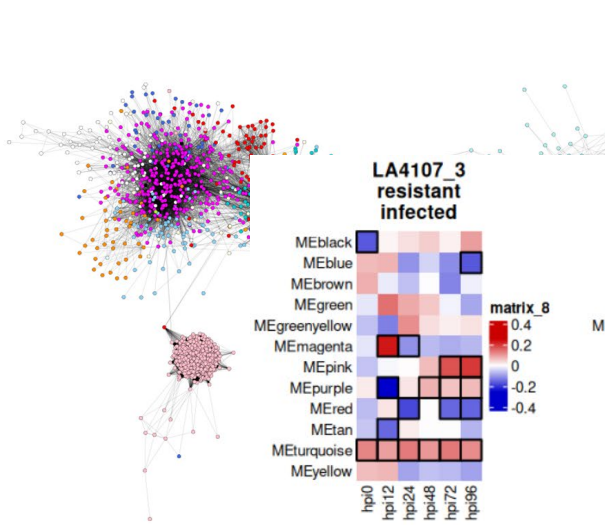 LA4107_3
resistant
infected
MEblack
MEblue
MEbrown
MEgreen
MEgreenyellow
MEmagenta
MEpink
MEpurple
MEred
MEtan
MEturquoise
MEyellow
hpi0
hpi12
hpi24
hpi48
hpi72
hpi96
matrix_8
0.4
0.2
0
-0.2
-0.4
M